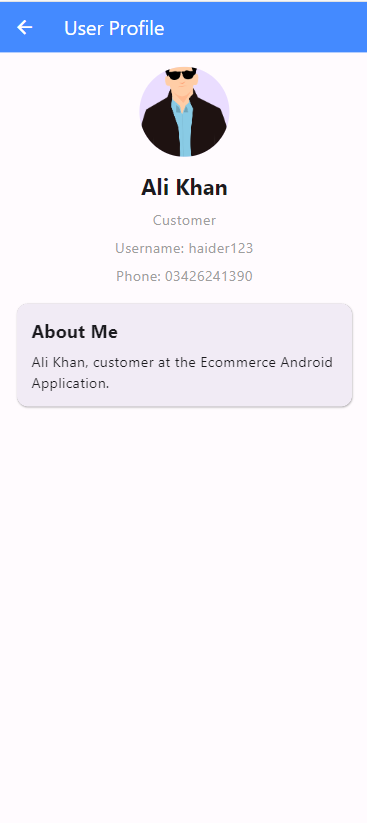 User Profile
Ali Khan
Customer
Username: haider123
Phone: 03426241390
About Me
Ali Khan, customer at the Ecommerce Android
Application.